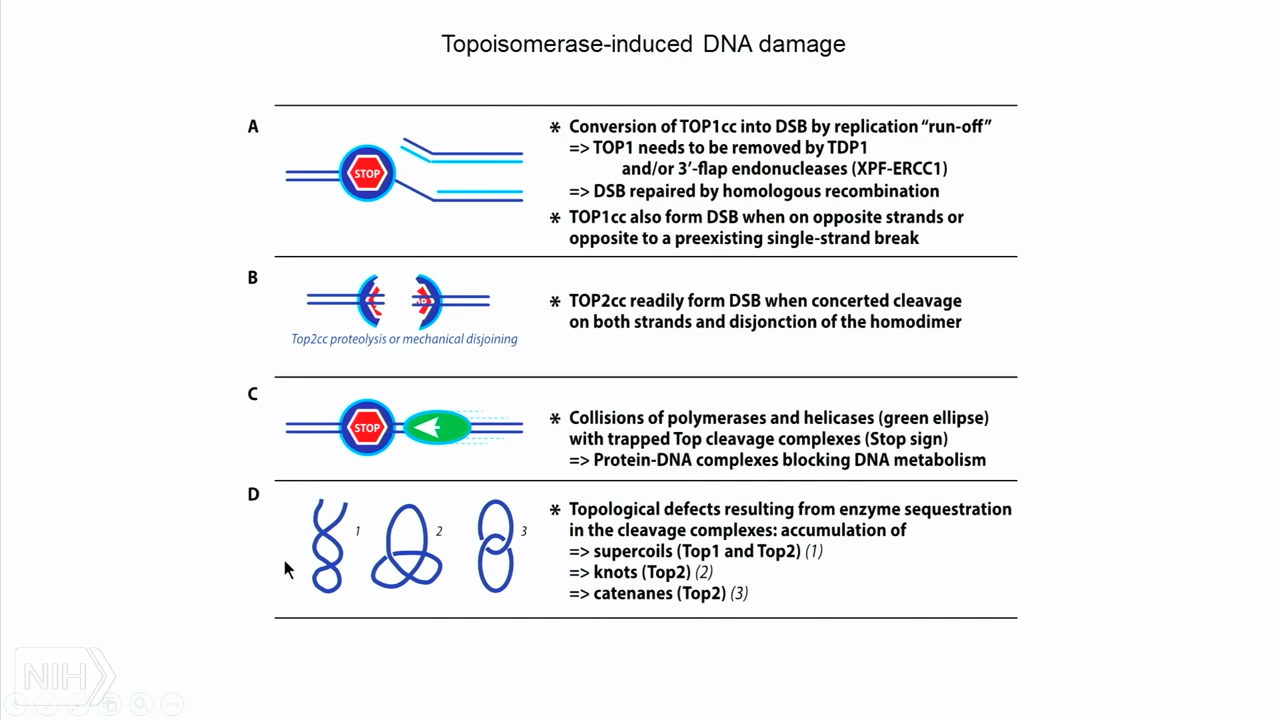 Topoisomerase-induced DNA damage
A
STOP
* Conversion of TOP1cc into DSB by replication “run-off”
=> TOP1 needs to be removed by TDP1
and/or 3’-flap endonucleases (XPF-ERCC1)
=> DSB repaired by homologous recombination
* TOP1cc also form DSB when on opposite strands or
opposite to a preexisting single-strand break
B
Top2cc proteolysis or mechanical disjoining
* TOP2cc readily form DSB when concerted cleavage
on both strands and disjonction of the homodimer
C
STOP
* Collisions of polymerases and helicases (green ellipse)
with trapped Top cleavage complexes (Stop sign)
=> Protein-DNA complexes blocking DNA metabolism
D
1
2
3
* Topological defects resulting from enzyme sequestration
in the cleavage complexes: accumulation of
=> supercoils (Top1 and Top2) (1)
=> knots (Top2) (2)
=> catenanes (Top2) (3)
NIH